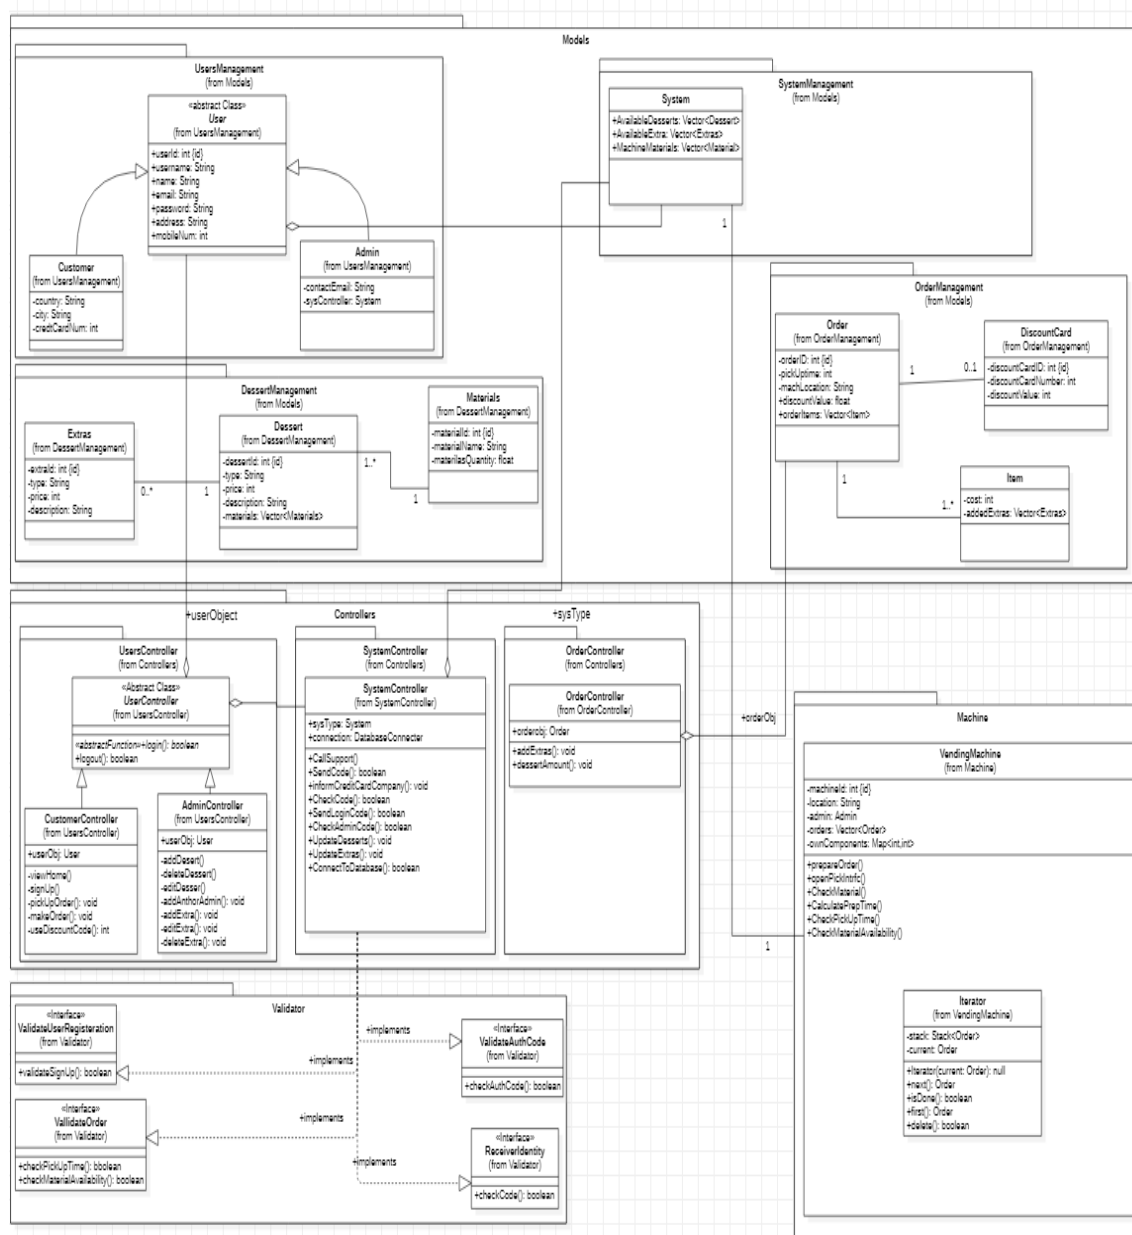 Models
UsersManagement
(from Models)
«abstract Class»
User
(from UsersManagement)
+userId: int {id}
+username: String
+name: String
+email: String
+password: String
+address: String
+mobileNum: int
Customer
(from UsersManagement)
-country: String
-city: String
-credtCardNum: int
Admin
(from UsersManagement)
-contactEmail: String
-sysController: System
SystemManagement
(from Models)
System
+AvailableDesserts: Vector<Dessert>
+AvailableExtra: Vector<Extras>
+MachineMaterials: Vector<Material>
1
OrderManagement
(from Models)
Order
(from OrderManagement)
-orderID: int {id}
-pickUptime: int
-machLocation: String
+discountValue: float
+orderItems: Vector<Item>
1
0..1
DiscountCard
(from OrderManagement)
-discountCardID: int {id}
-discountCardNumber: int
-discountValue: int
1
1..*
Item
-cost: int
-addedExtras: Vector<Extras>
DessertManagement
(from Models)
Extras
(from DessertManagement)
-extraId: int {id}
-type: String
-price: int
-description: String
0..*
1
Dessert
(from DessertManagement)
-dessertId: int {id}
-type: String
-price: int
-description: String
-materials: Vector<Materials>
1..*
1
Materials
(from DessertManagement)
-materialId: int {id}
-materialName: String
-materilasQuantity: float
+userObject
Controllers
+sysType
UsersController
(from Controllers)
«Abstract Class»
UserController
(from UsersController)
«abstractFunction»+login(): boolean
+logout(): boolean
CustomerController
(from UsersController)
+userObj: User
-viewHome()
-signUp()
-pickUpOrder(): void
-makeOrder(): void
-useDiscountCode(): int
AdminController
(from UsersController)
+userObj: User
-addDesert()
-deleteDessert()
-editDesser()
-addAnthorAdmin(): void
-addExtra(): void
-editExtra(): void
-deleteExtra(): void
SystemController
(from Controllers)
SystemController
(from SystemController)
+sysType: System
+connection: DatabaseConnecter
+CallSupport()
+SendCode(): boolean
+informCreditCardCompany(): void
+CheckCode(): boolean
+SendLoginCode(): boolean
+CheckAdminCode(): boolean
+UpdateDesserts(): void
+UpdateExtras(): void
+ConnectToDatabase(): boolean
OrderController
(from Controllers)
OrderController
(from OrderController)
+orderobj: Order
+addExtras(): void
+dessertAmount(): void
+orderObj
Machine
VendingMachine
(from Machine)
-machineId: int {id}
-location: String
-admin: Admin
-orders: Vector<Order>
-ownComponents: Map<int,int>
+prepareOrder()
+openPickIntrfc()
+CheckMaterial()
+CalculatePrepTime()
+CheckPickUpTime()
+CheckMaterialAvailability()
1
Iterator
(from VendingMachine)
-stack: Stack<Order>
-current: Order
+Iterator(current: Order): null
+next(): Order
+isDone(): boolean
+first(): Order
+delete(): boolean
Validator
«Interface»
ValidateUserRegisteration
(from Validator)
+validateSignUp(): boolean
«Interface»
VallidateOrder
(from Validator)
+checkPickUpTime(): bbolean
+checkMaterialAvailability(): boolean
+implements
+implements
+implements
+implements
«Interface»
ValidateAuthCode
(from Validator)
+checkAuthCode(): boolean
«Interface»
ReceiverIdentity
(from Validator)
+checkCode(): boolean